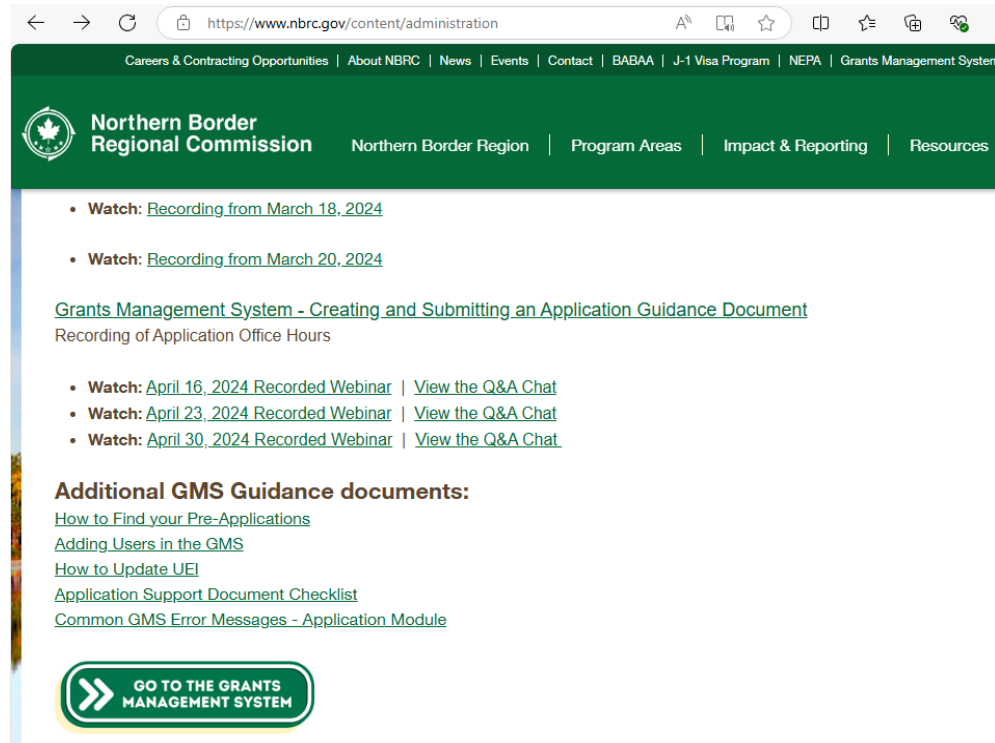 https://www.nbrc.gov/content/administration
Careers & Contracting Opportunities | About NBRC | News | Events | Contact | BABAA | J-1 Visa Program | NEPA | Grants Management System
Northern Border
Regional Commission
Northern Border Region | Program Areas | Impact & Reporting | Resources
• Watch: Recording from March 18, 2024
• Watch: Recording from March 20, 2024
Grants Management System - Creating and Submitting an Application Guidance Document
Recording of Application Office Hours
• Watch: April 16, 2024 Recorded Webinar | View the Q&A Chat
• Watch: April 23, 2024 Recorded Webinar | View the Q&A Chat
• Watch: April 30, 2024 Recorded Webinar | View the Q&A Chat
Additional GMS Guidance documents:
How to Find your Pre-Applications
Adding Users in the GMS
How to Update UEI
Application Support Document Checklist
Common GMS Error Messages - Application Module
GO TO THE GRANTS
MANAGEMENT SYSTEM